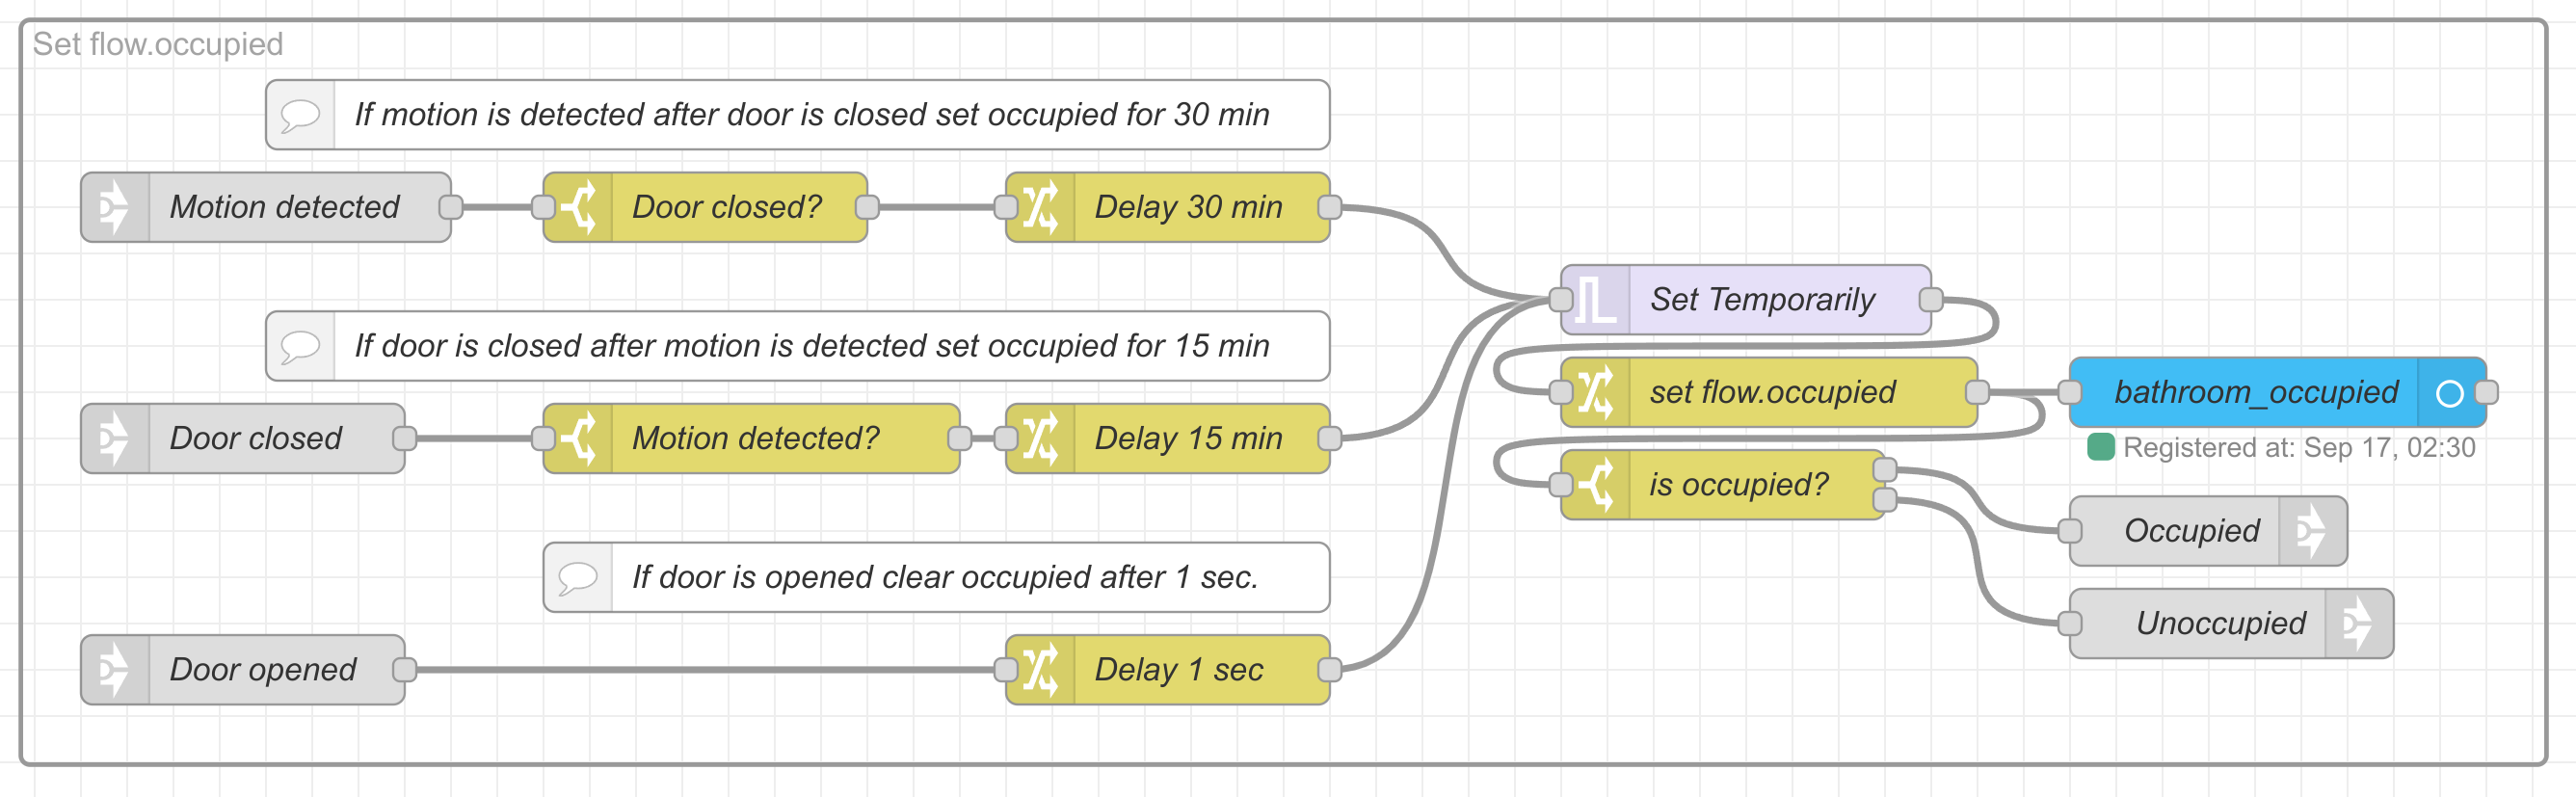 Set flow.occupied
If motion is detected after door is closed set occupied for 30 min
Motion detected
Door closed?
Delay 30 min
Set Temporarily
If door is closed after motion is detected set occupied for 15 min
set flow.occupied
bathroom_occupied
Door closed
Motion detected?
Delay 15 min
Registered at: Sep 17, 02:30
is occupied?
Occupied
If door is opened clear occupied after 1 sec.
Unoccupied
Door opened
Delay 1 sec